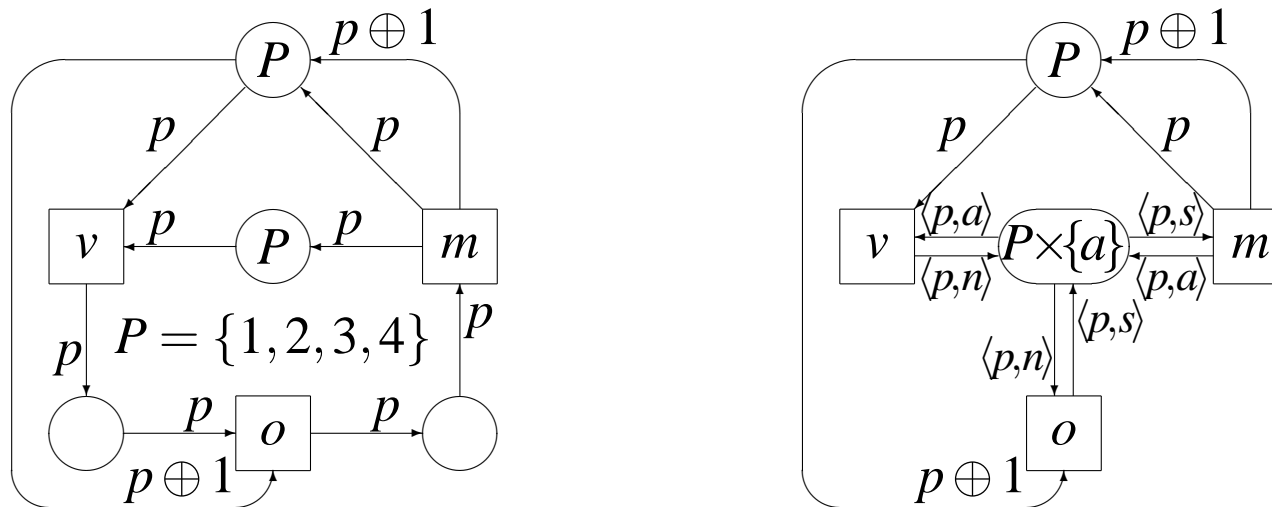 p ⊕ 1
P
p
p
v
p
P
p
m
p
P = {1, 2, 3, 4}
p
p
o
p
p ⊕ 1
p ⊕ 1
P
p
p
v
⟨p,a⟩
⟨p,n⟩
P×{a}
⟨p,s⟩
⟨p,a⟩
m
⟨p,n⟩
⟨p,s⟩
o
p ⊕ 1